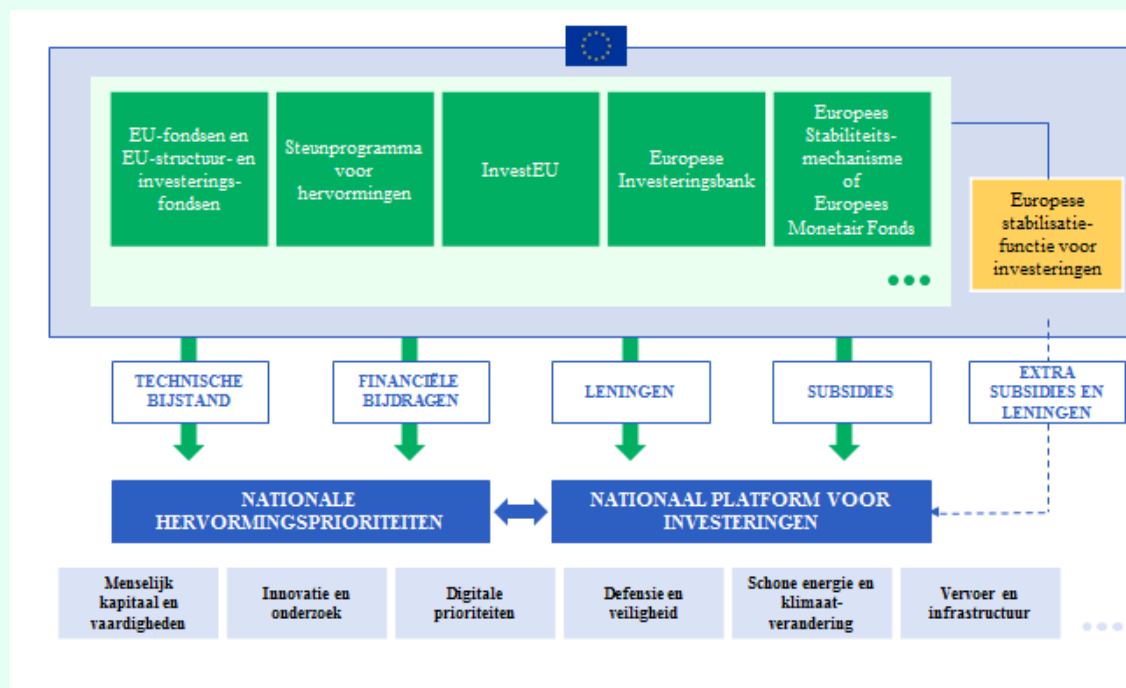 EU-fondsen en
EU-structuur- en
investerings-
fondsen
Steunprogramma
voor
hervormingen
InvestEU
Europese
Investeringsbank
Europees
Stabiliteits-
mechanisme
of
Europees
Monetair Fonds
Europese
stabilisatie-
functie voor
investeringen
TECHNISCHE
BIJSTAND
FINANCIËLE
BIJDRAGEN
LENINGEN
SUBSIDIES
EXTRA
SUBSIDIES EN
LENINGEN
NATIONALE
HERVORMINGSPRIORITEITEN
NATIONAAL PLATFORM VOOR
INVESTERINGEN
Menselijk
kapitaal en
vaardigheden
Innovatie en
onderzoek
Digitale
prioriteiten
Defensie en
veiligheid
Schone energie en
klimaat-
verandering
Vervoer en
infrastructuur